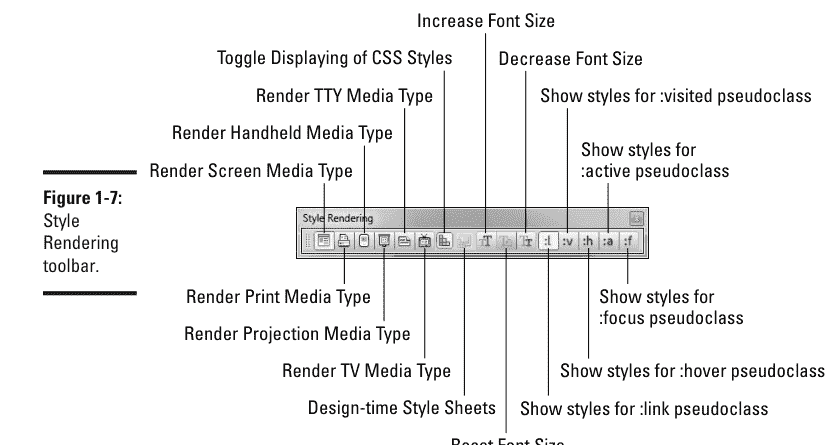 Increase Font Size
Toggle Displaying of CSS Styles
Decrease Font Size
Render TTY Media Type
Show styles for :visited pseudoclass
Render Handheld Media Type
Show styles for
:active pseudoclass
Render Screen Media Type
Figure 1-7:
Style
Rendering
toolbar.
Style Rendering
:l :v :h :a :f
Render Print Media Type
Show styles for
:focus pseudoclass
Render Projection Media Type
Render TV Media Type
Show styles for :hover pseudoclass
Design-time Style Sheets
Show styles for :link pseudoclass
Font Size